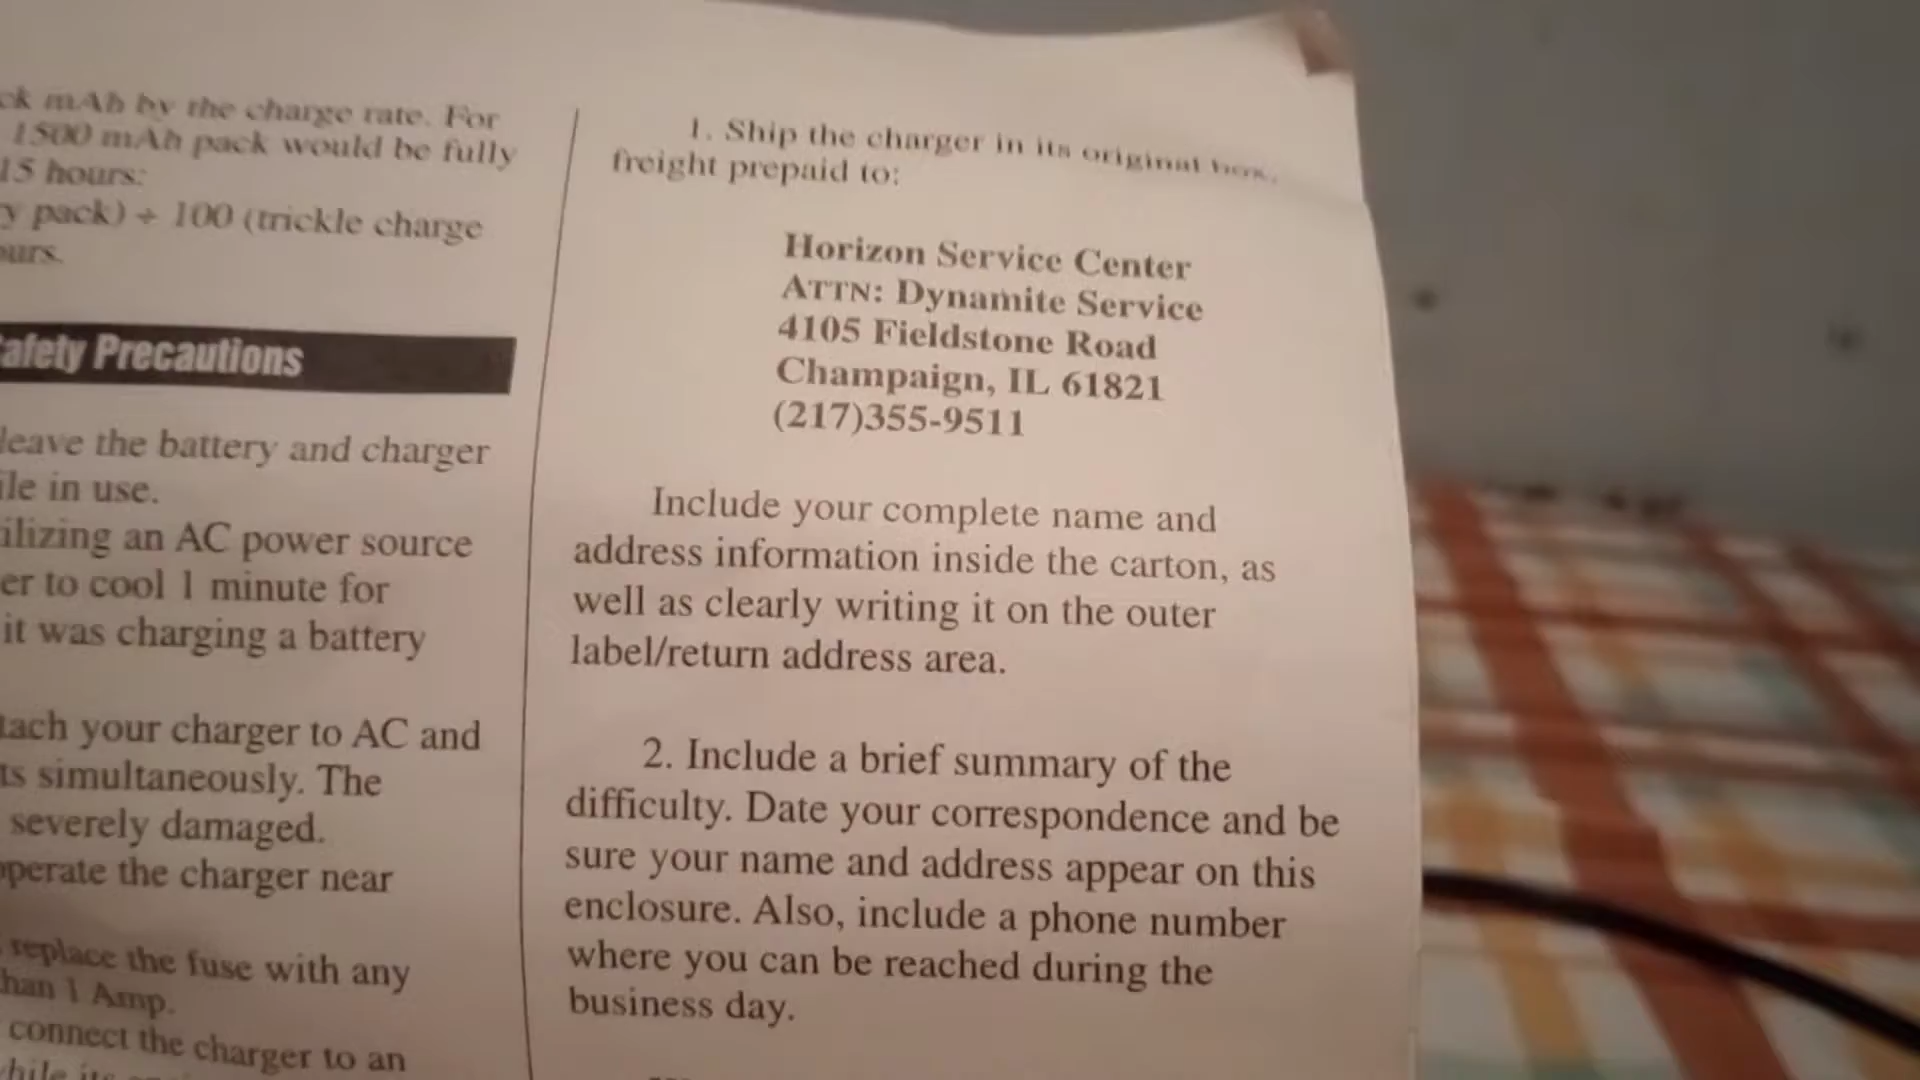 ck mAh by the charge rate. For
1500 mAh pack would be fully
15 hours:
y pack) ÷ 100 (trickle charge
ours.
afety Precautions
leave the battery and charger
ile in use.
ilizing an AC power source
er to cool 1 minute for
it was charging a battery
tach your charger to AC and
ts simultaneously. The
severely damaged.
operate the charger near
replace the fuse with any
than 1 Amp.
connect the charger to an
while its
1. Ship the charger in its original box,
freight prepaid to:
Horizon Service Center
ATTN: Dynamite Service
4105 Fieldstone Road
Champaign, IL 61821
(217)355-9511
Include your complete name and
address information inside the carton, as
well as clearly writing it on the outer
label/return address area.
2. Include a brief summary of the
difficulty. Date your correspondence and be
sure your name and address appear on this
enclosure. Also, include a phone number
where you can be reached during the
business day.